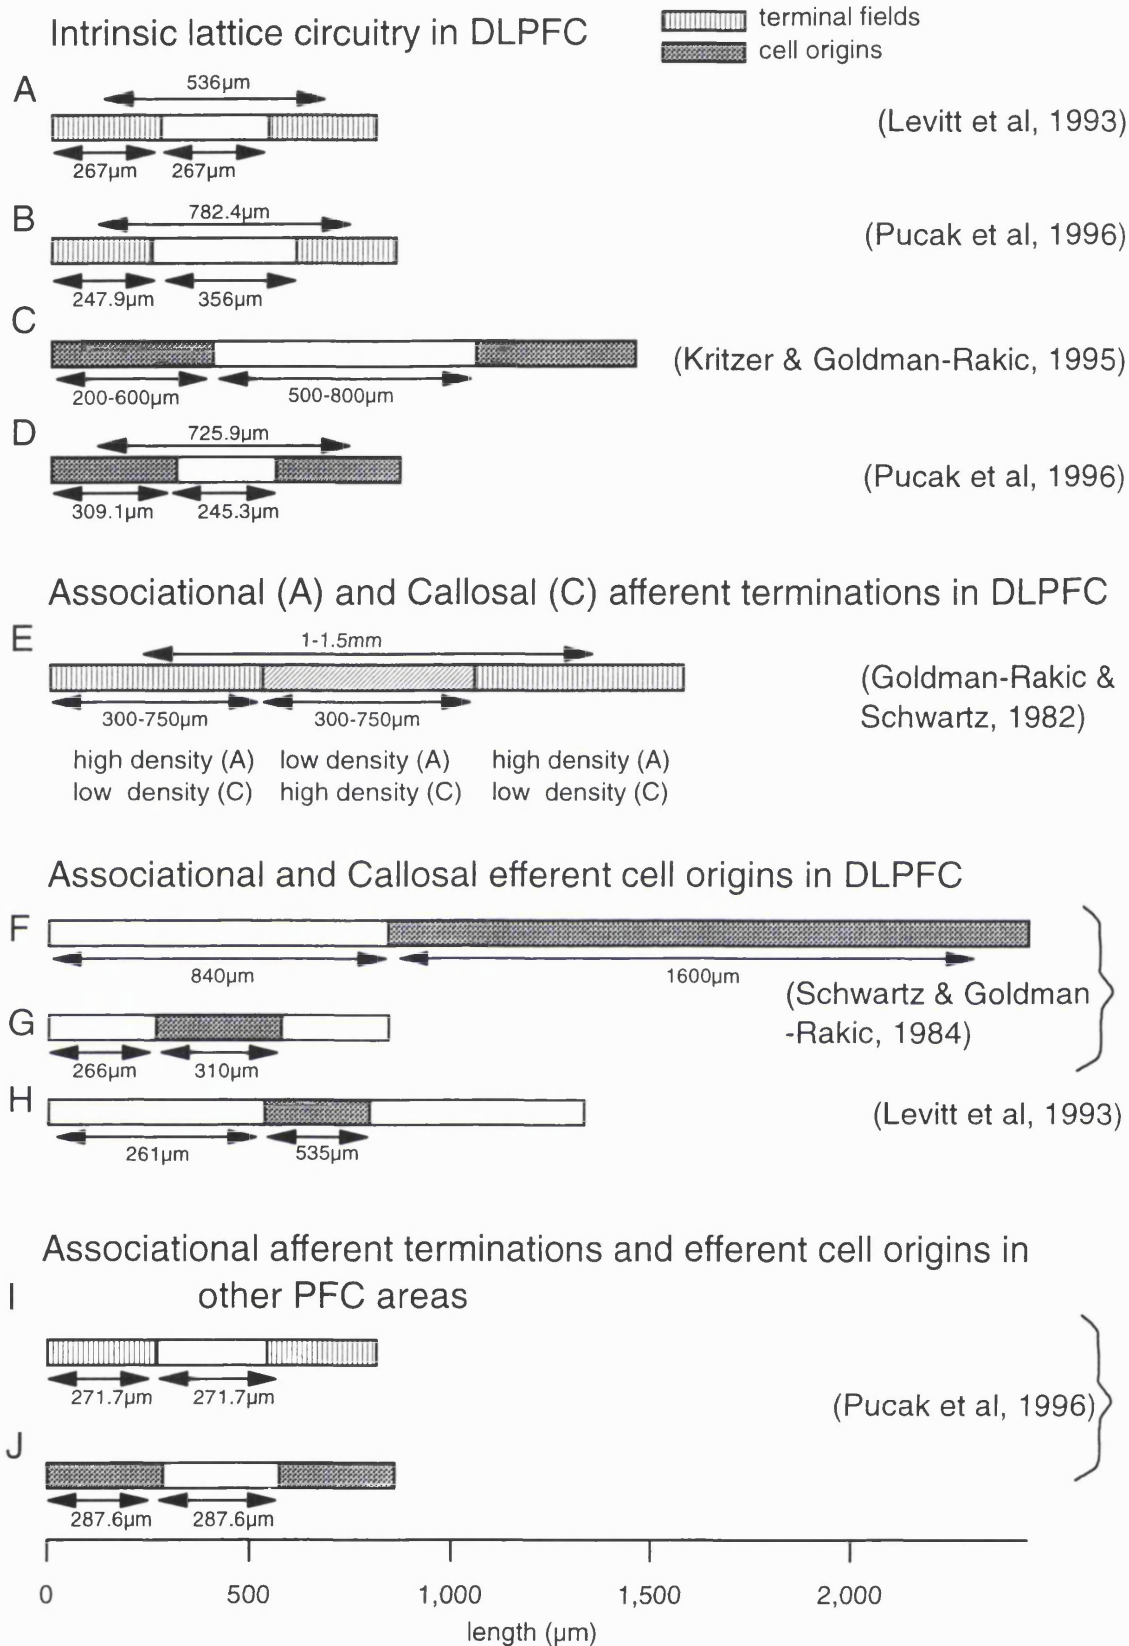 Intrinsic lattice circuitry in DLPFC
terminal fields
cell origins
A
536µm
(Levitt et al, 1993)
267µm 267µm
B
782.4µm
(Pucak et al, 1996)
247.9µm 356µm
C
(Kritzer & Goldman-Rakic, 1995)
200-600µm 500-800µm
D
725.9µm
(Pucak et al, 1996)
309.1µm 245.3µm
Associational (A) and Callosal (C) afferent terminations in DLPFC
E
1-1.5mm
(Goldman-Rakic &
Schwartz, 1982)
300-750µm 300-750µm
high density (A) low density (A) high density (A)
low density (C) high density (C) low density (C)
Associational and Callosal efferent cell origins in DLPFC
F
840µm 1600µm
(Schwartz & Goldman
-Rakic, 1984)
G
266µm 310µm
H
(Levitt et al, 1993)
261µm 535µm
Associational afferent terminations and efferent cell origins in
I other PFC areas
271.7µm 271.7µm
(Pucak et al, 1996)
J
287.6µm 287.6µm
0 500 1,000 1,500 2,000
length (µm)